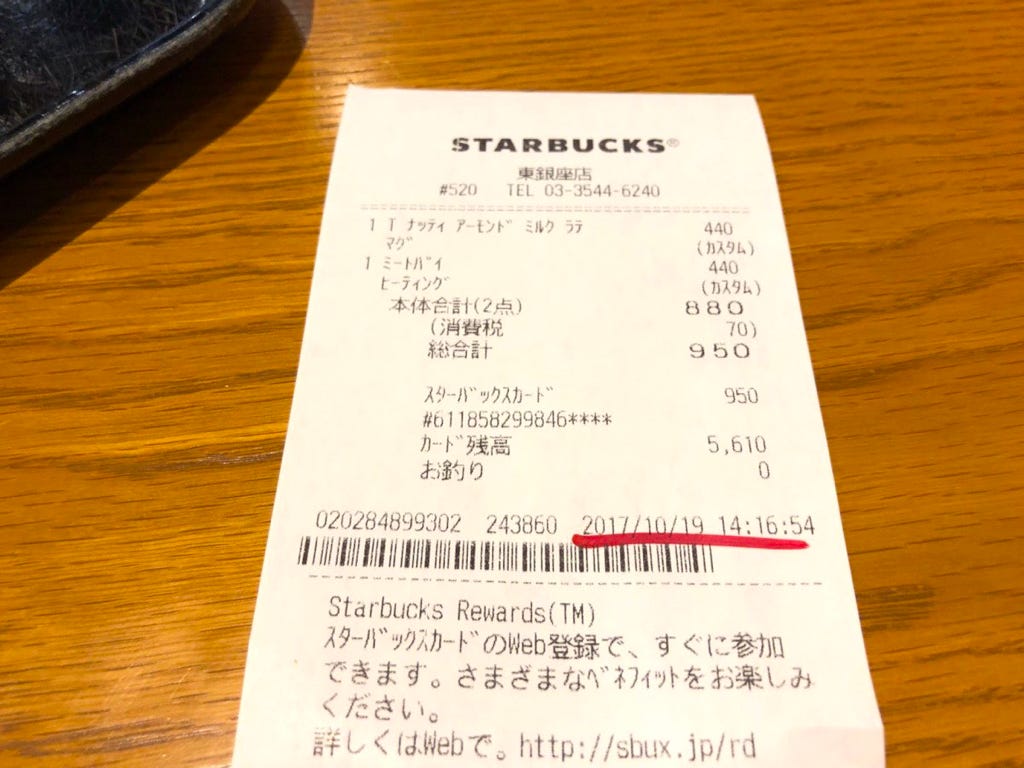 STARBUCKS®
東銀座店
#520 TEL 03-3544-6240
1 T ナッティ アーモンド ミルク ラテ 440
マグ (カスタム)
1 ミートパイ 440
ヒーティング (カスタム)
本体合計(2点) 880
(消費税 70)
総合計 950
スターバックスカード 950
#611858299846****
カード残高 5,610
お釣り 0
020284899302 243860 2017/10/19 14:16:54
Starbucks Rewards(TM)
スターバックスカードのWeb登録で、すぐに参加
できます。さまざまなベネフィットをお楽しみ
ください。
詳しくはWebで。http://sbux.jp/rd